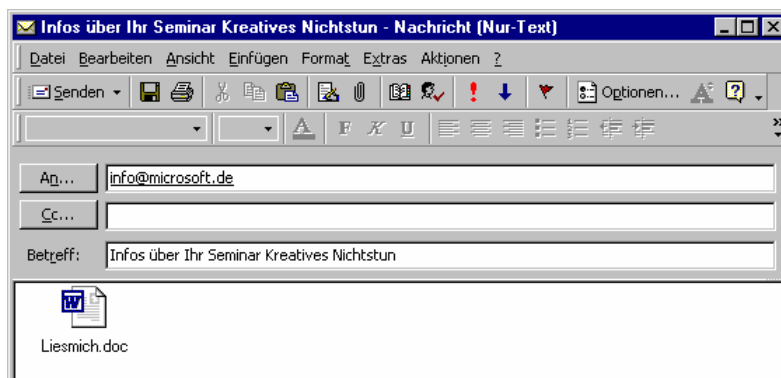 Infos über Ihr Seminar Kreatives Nichtstun - Nachricht (Nur-Text)
Datei Bearbeiten Ansicht Einfügen Format Extras Aktionen ?
Senden Optionen...
F K U
An... info@microsoft.de
Cc...
Betreff: Infos über Ihr Seminar Kreatives Nichtstun
Liesmich.doc